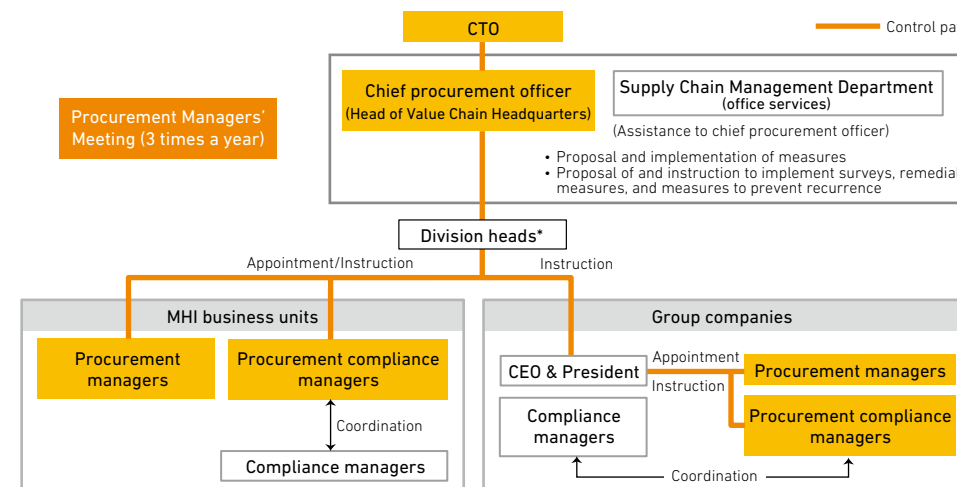 CTO
Control pa
Chief procurement officer
(Head of Value Chain Headquarters)
Supply Chain Management Department
(office services)
(Assistance to chief procurement officer)
• Proposal and implementation of measures
• Proposal of and instruction to implement surveys, remedial
measures, and measures to prevent recurrence
Procurement Managers'
Meeting (3 times a year)
Division heads*
Appointment/Instruction
Instruction
MHI business units
Procurement
managers
Procurement compliance
managers
Coordination
Compliance managers
Group companies
CEO & President
Appointment
Instruction
Procurement managers
Compliance
managers
Procurement compliance
managers
Coordination